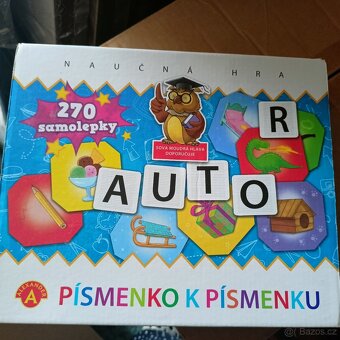 NAUČNÁ HRA
270
samolepky
SOVA MOUDRÁ HLAVA
DOPORUČUJE
R
AUTO
ALEXANDER
A
PÍSMENKO K PÍSMENKU
Bazos.cz